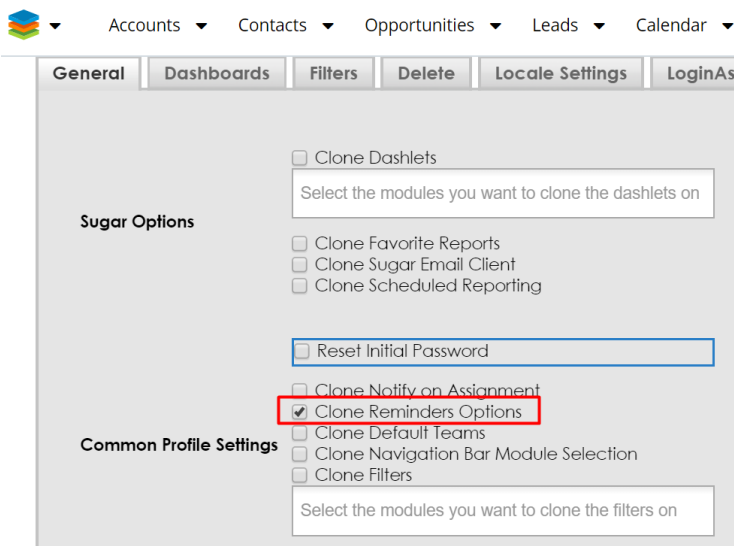 Accounts Contacts Opportunities Leads Calendar
General Dashboards Filters Delete Locale Settings LoginAs
Clone Dashlets
Select the modules you want to clone the dashlets on
Sugar Options
Clone Favorite Reports
Clone Sugar Email Client
Clone Scheduled Reporting
Reset Initial Password
Clone Notify on Assignment
Clone Reminders Options
Clone Default Teams
Common Profile Settings
Clone Navigation Bar Module Selection
Clone Filters
Select the modules you want to clone the filters on